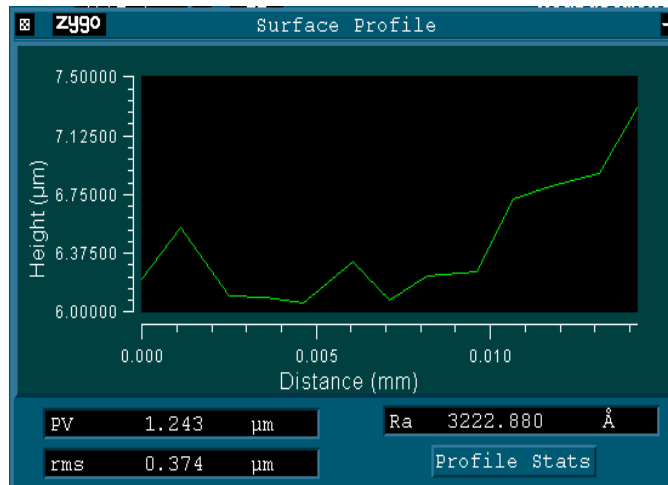 zygo Surface Profile
7.50000
7.12500
6.75000
6.37500
6.00000
Height (µm)
0.000 0.005 0.010
Distance (mm)
PV 1.243 µm
Ra 3222.880 Å
rms 0.374 µm
Profile Stats